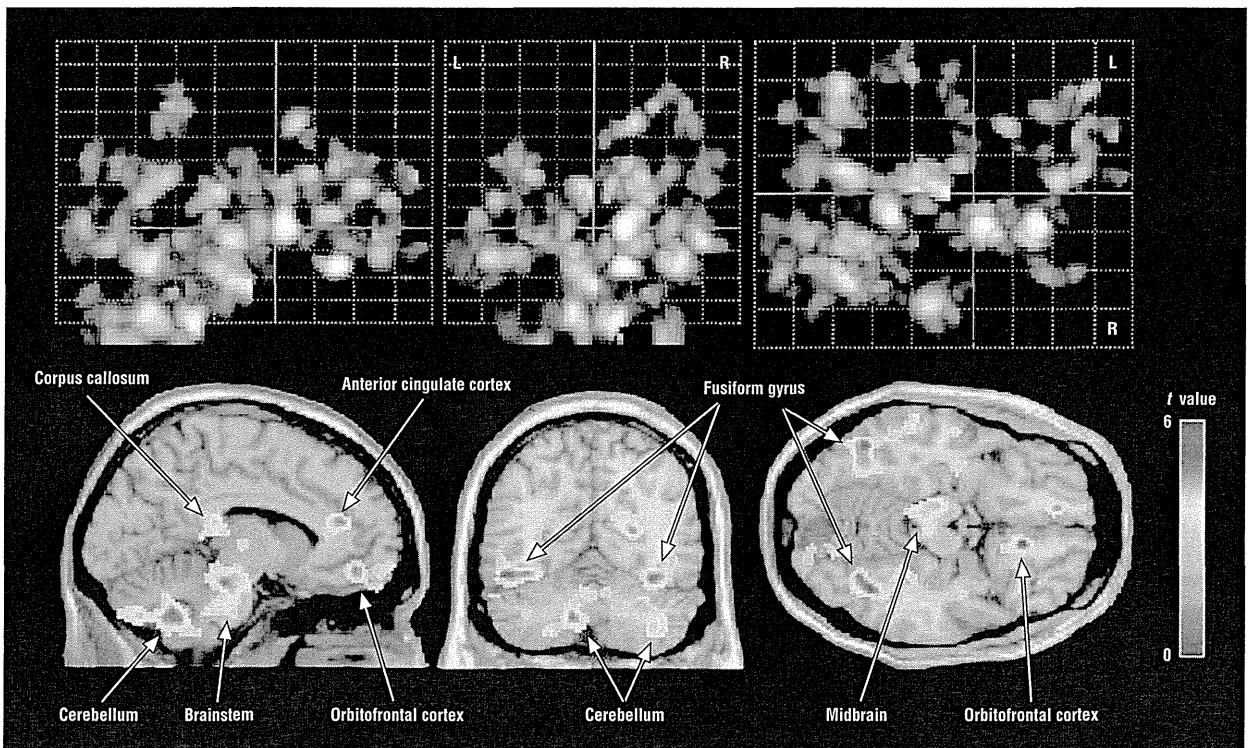 L
R
L
R
Corpus callosum
Anterior cingulate cortex
Fusiform gyrus
t value
6
0
Cerebellum
Brainstem
Orbitofrontal cortex
Cerebellum
Midbrain
Orbitofrontal cortex